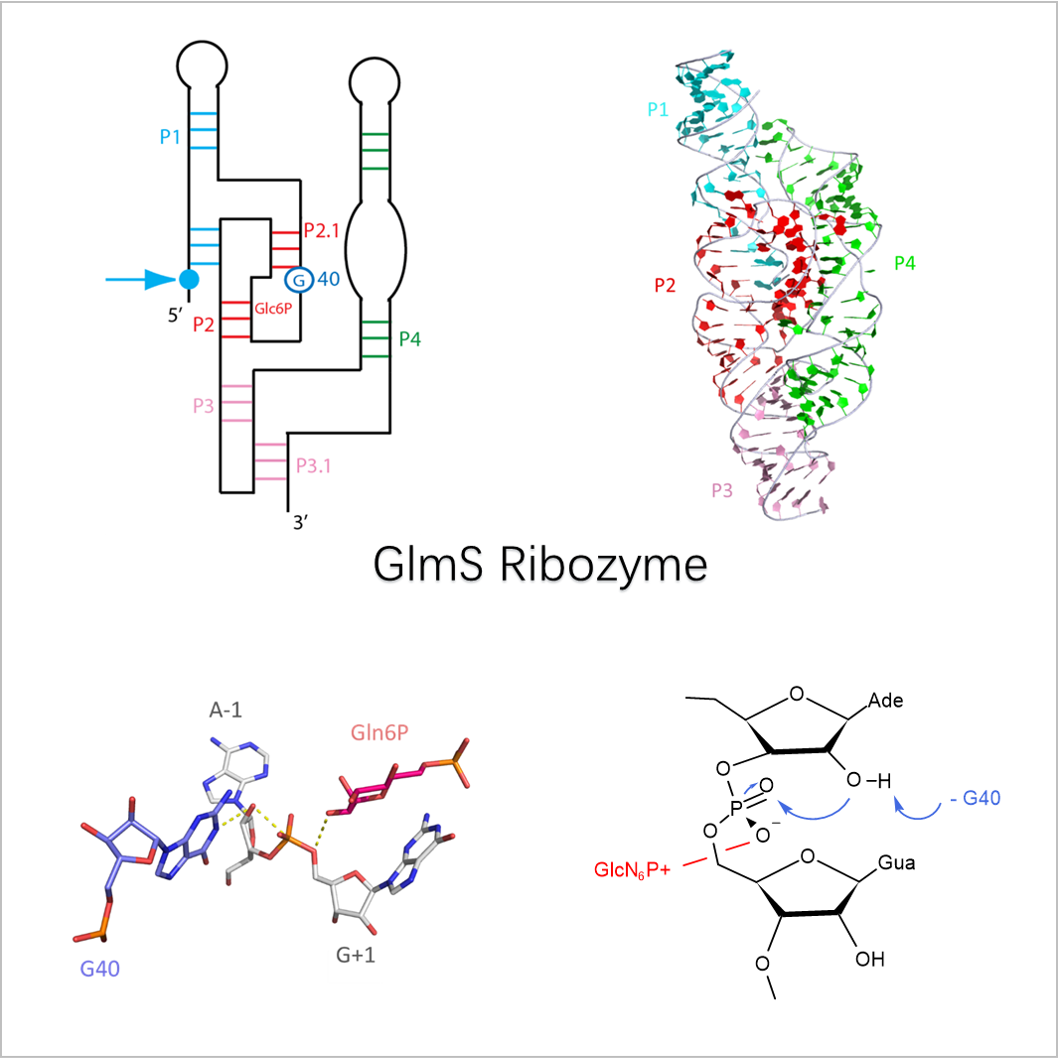 P1
P2.1
G 40
5′
Glc6P
P2
P4
P3
P3.1
3′
P1
P4
P2
P3
GlmS Ribozyme
A-1
Gln6P
G40
G+1
O
Ade
O
O
O-H
P
- G40
O
O−
GlcN6P+
O
Gua
O
OH